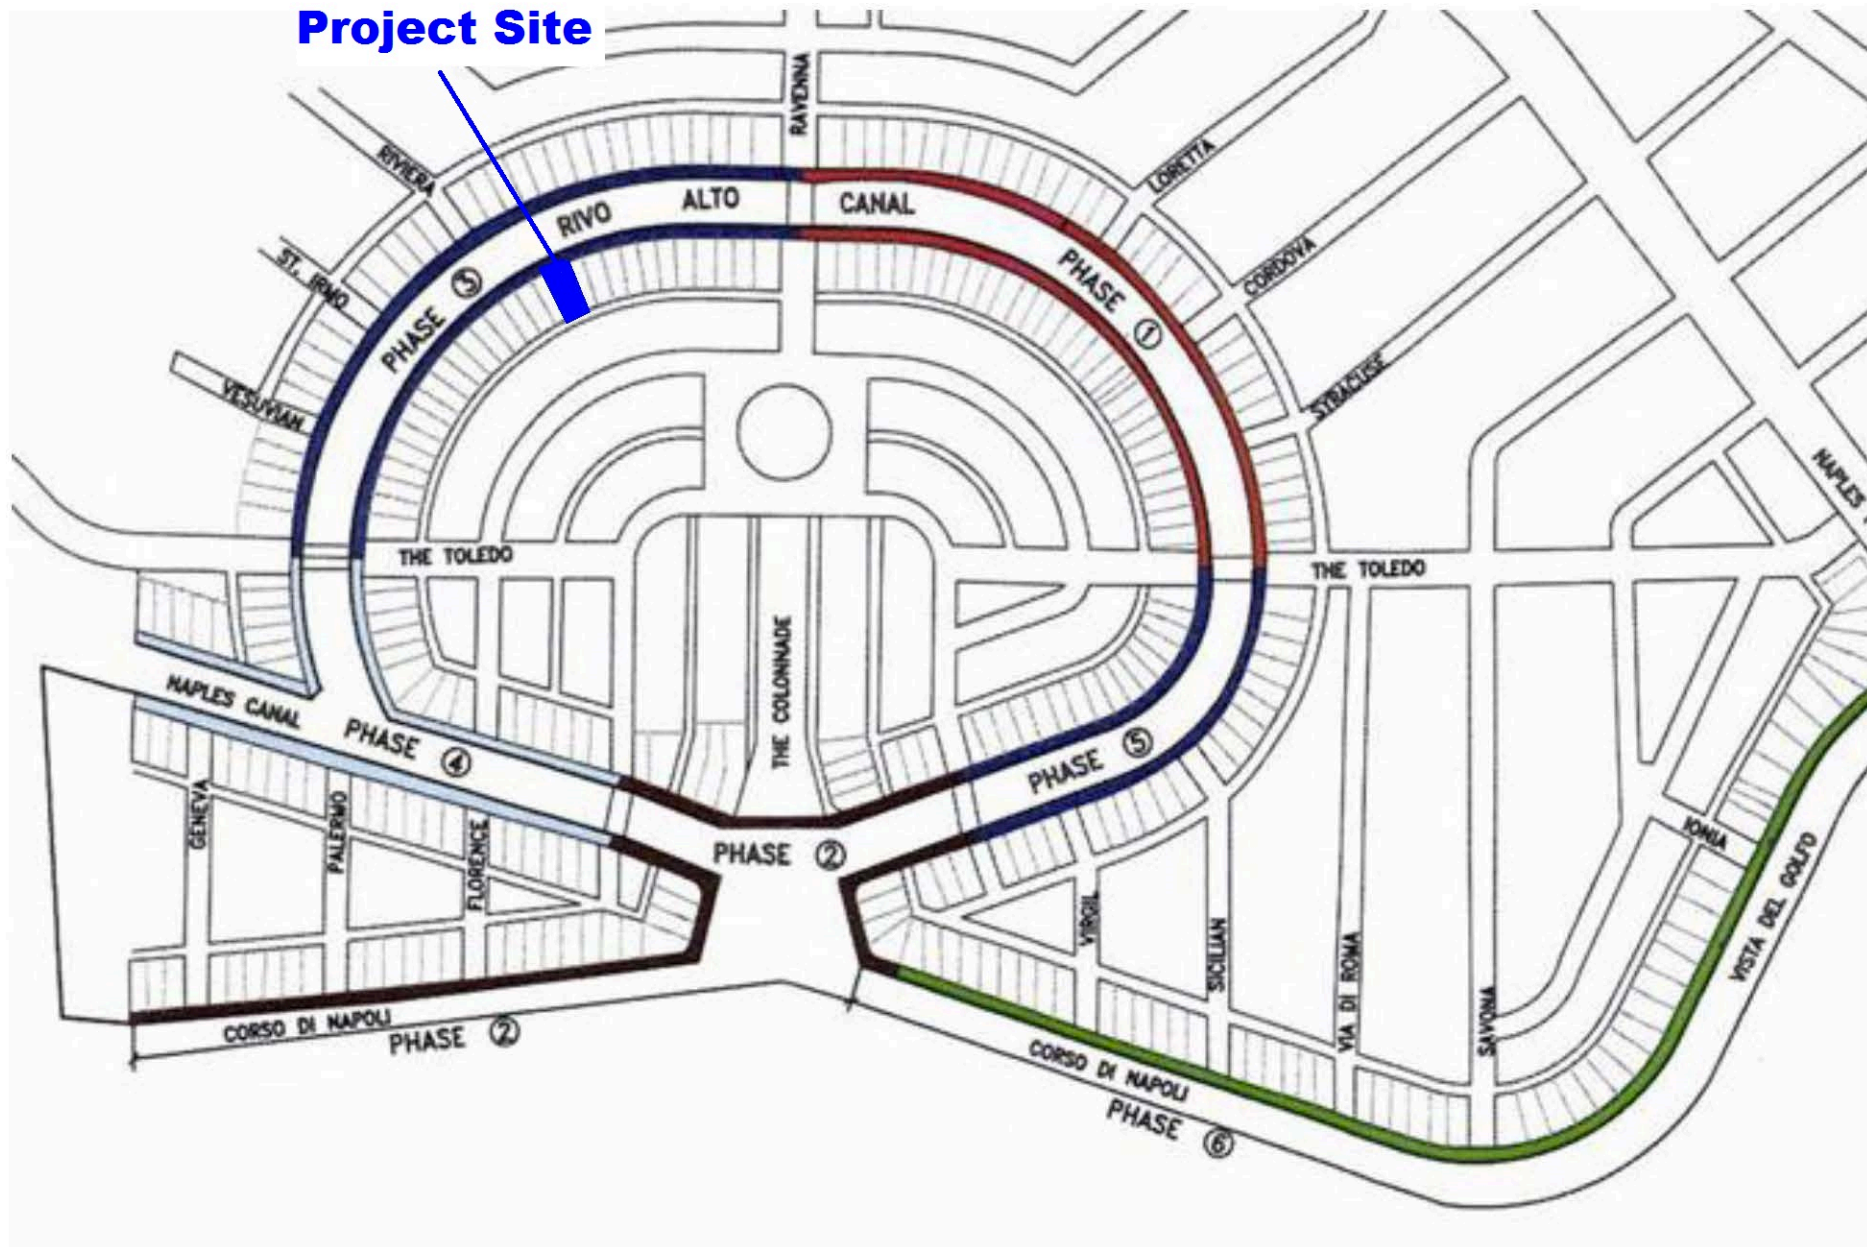 Project Site
RAVENNA
RIVIERA
LORETTA
RIVO ALTO CANAL
ST. IRMO
CORDOVA
PHASE 3
PHASE 1
VESUVIAN
SYRACUSE
NAPLES
THE TOLEDO
THE TOLEDO
THE COLONNADE
NAPLES CANAL
PHASE 4
PHASE 5
GENEVA
PALERMO
FLORENCE
PHASE 2
IONIA
VISTA DEL GOLFO
VIRGIL
SICILIAN
VIA DI ROMA
SAVONA
CORSO DI NAPOLI
PHASE 2
CORSO DI NAPOLI
PHASE 6